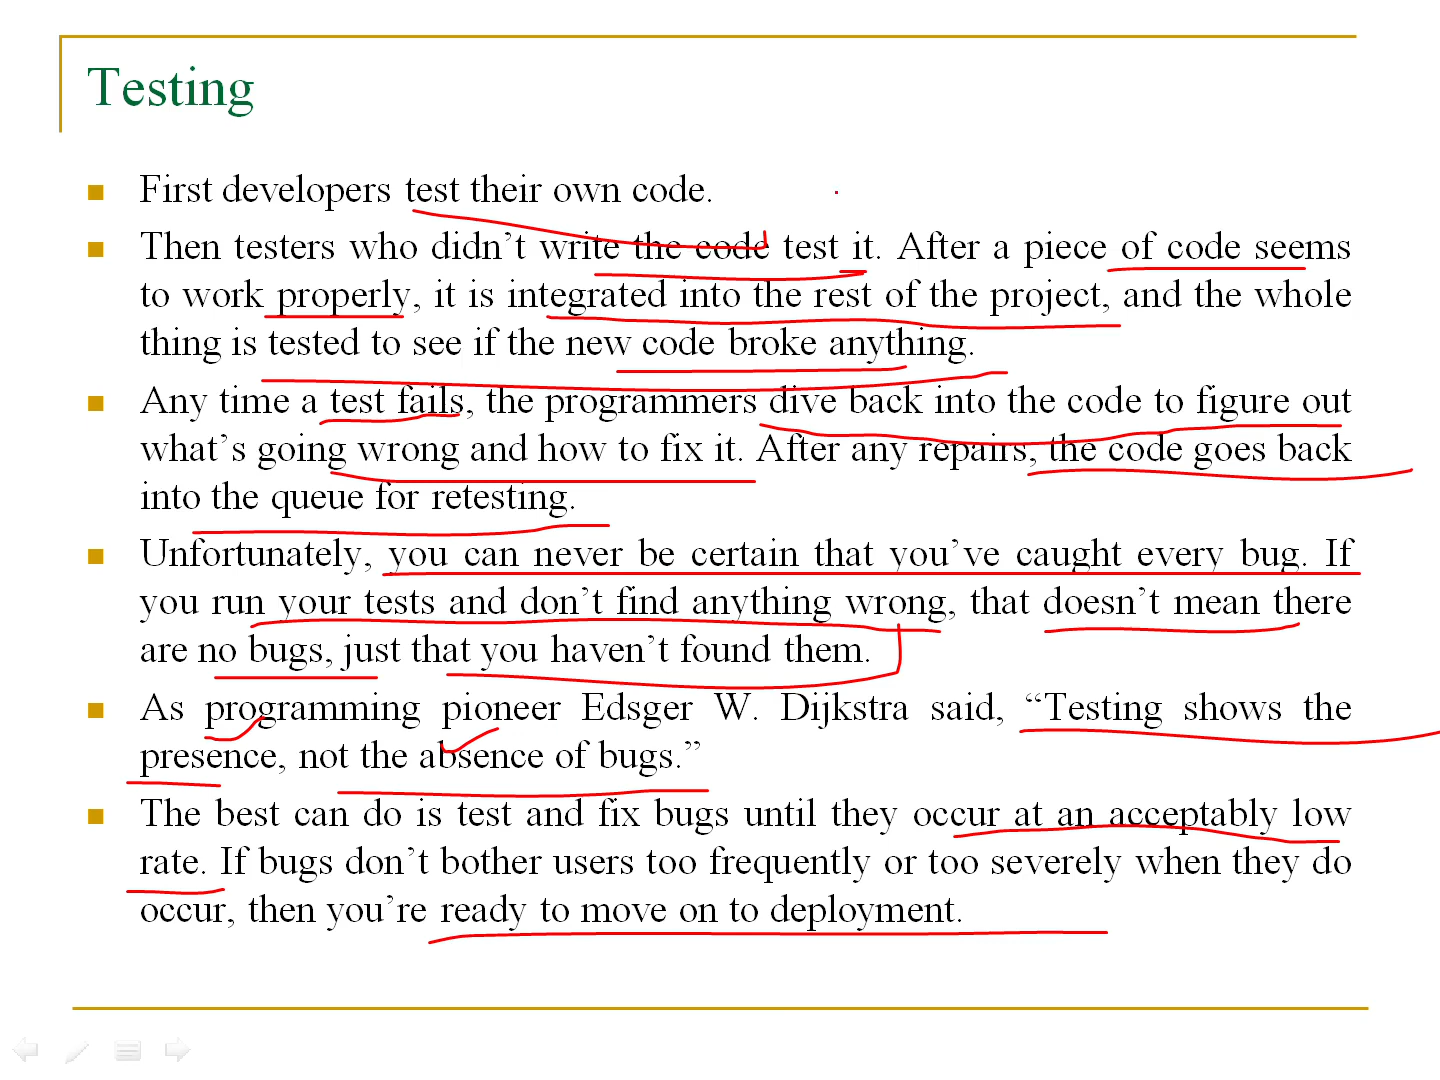 Testing
First developers test their own code.
Then testers who didn’t write the code test it. After a piece of code seems
to work properly, it is integrated into the rest of the project, and the whole
thing is tested to see if the new code broke anything.
Any time a test fails, the programmers dive back into the code to figure out
what’s going wrong and how to fix it. After any repairs, the code goes back
into the queue for retesting.
Unfortunately, you can never be certain that you’ve caught every bug. If
you run your tests and don’t find anything wrong, that doesn’t mean there
are no bugs, just that you haven’t found them.
As programming pioneer Edsger W. Dijkstra said, “Testing shows the
presence, not the absence of bugs.”
The best can do is test and fix bugs until they occur at an acceptably low
rate. If bugs don’t bother users too frequently or too severely when they do
occur, then you’re ready to move on to deployment.